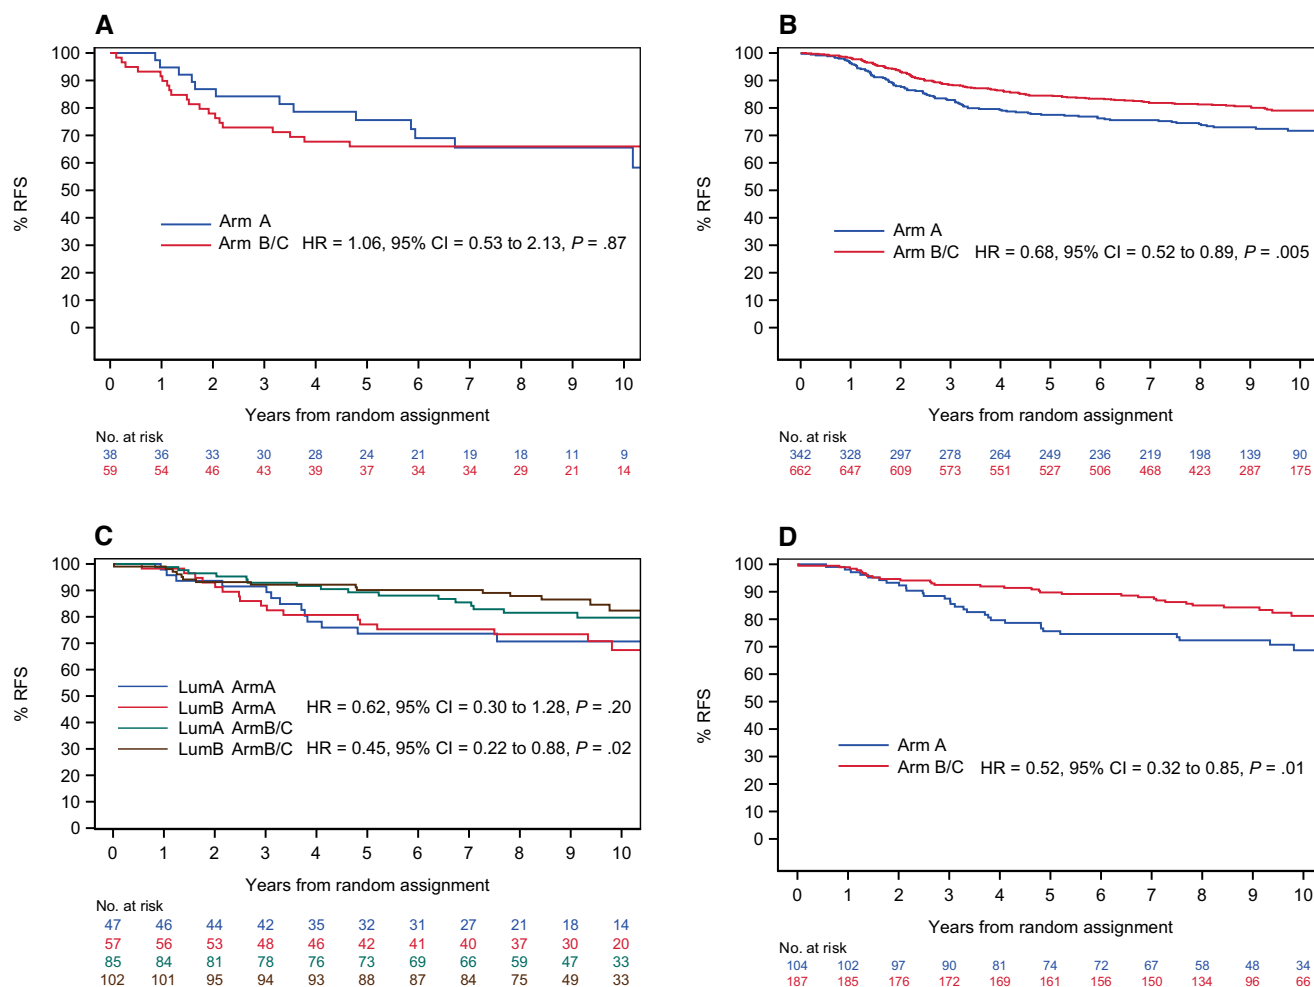 A
100
90
80
70
60
50
40
30
20
10
0
% RFS
Arm A
Arm B/C HR = 1.06, 95% CI = 0.53 to 2.13, P = .87
0 1 2 3 4 5 6 7 8 9 10
Years from random assignment
No. at risk
38 36 33 30 28 24 21 19 18 11 9
59 54 46 43 39 37 34 34 29 21 14
B
100
90
80
70
60
50
40
30
20
10
0
% RFS
Arm A
Arm B/C HR = 0.68, 95% CI = 0.52 to 0.89, P = .005
0 1 2 3 4 5 6 7 8 9 10
Years from random assignment
No. at risk
342 328 297 278 264 249 236 219 198 139 90
662 647 609 573 551 527 506 468 423 287 175
C
100
90
80
70
60
50
40
30
20
10
0
% RFS
LumA ArmA
LumB ArmA HR = 0.62, 95% CI = 0.30 to 1.28, P = .20
LumA ArmB/C
LumB ArmB/C HR = 0.45, 95% CI = 0.22 to 0.88, P = .02
0 1 2 3 4 5 6 7 8 9 10
Years from random assignment
No. at risk
47 46 44 42 35 32 31 27 21 18 14
57 56 53 48 46 42 41 40 37 30 20
85 84 81 78 76 73 69 66 59 47 33
102 101 95 94 93 88 87 84 75 49 33
D
100
90
80
70
60
50
40
30
20
10
0
% RFS
Arm A
Arm B/C HR = 0.52, 95% CI = 0.32 to 0.85, P = .01
0 1 2 3 4 5 6 7 8 9 10
Years from random assignment
No. at risk
104 102 97 90 81 74 72 67 58 48 34
187 185 176 172 169 161 156 150 134 96 66